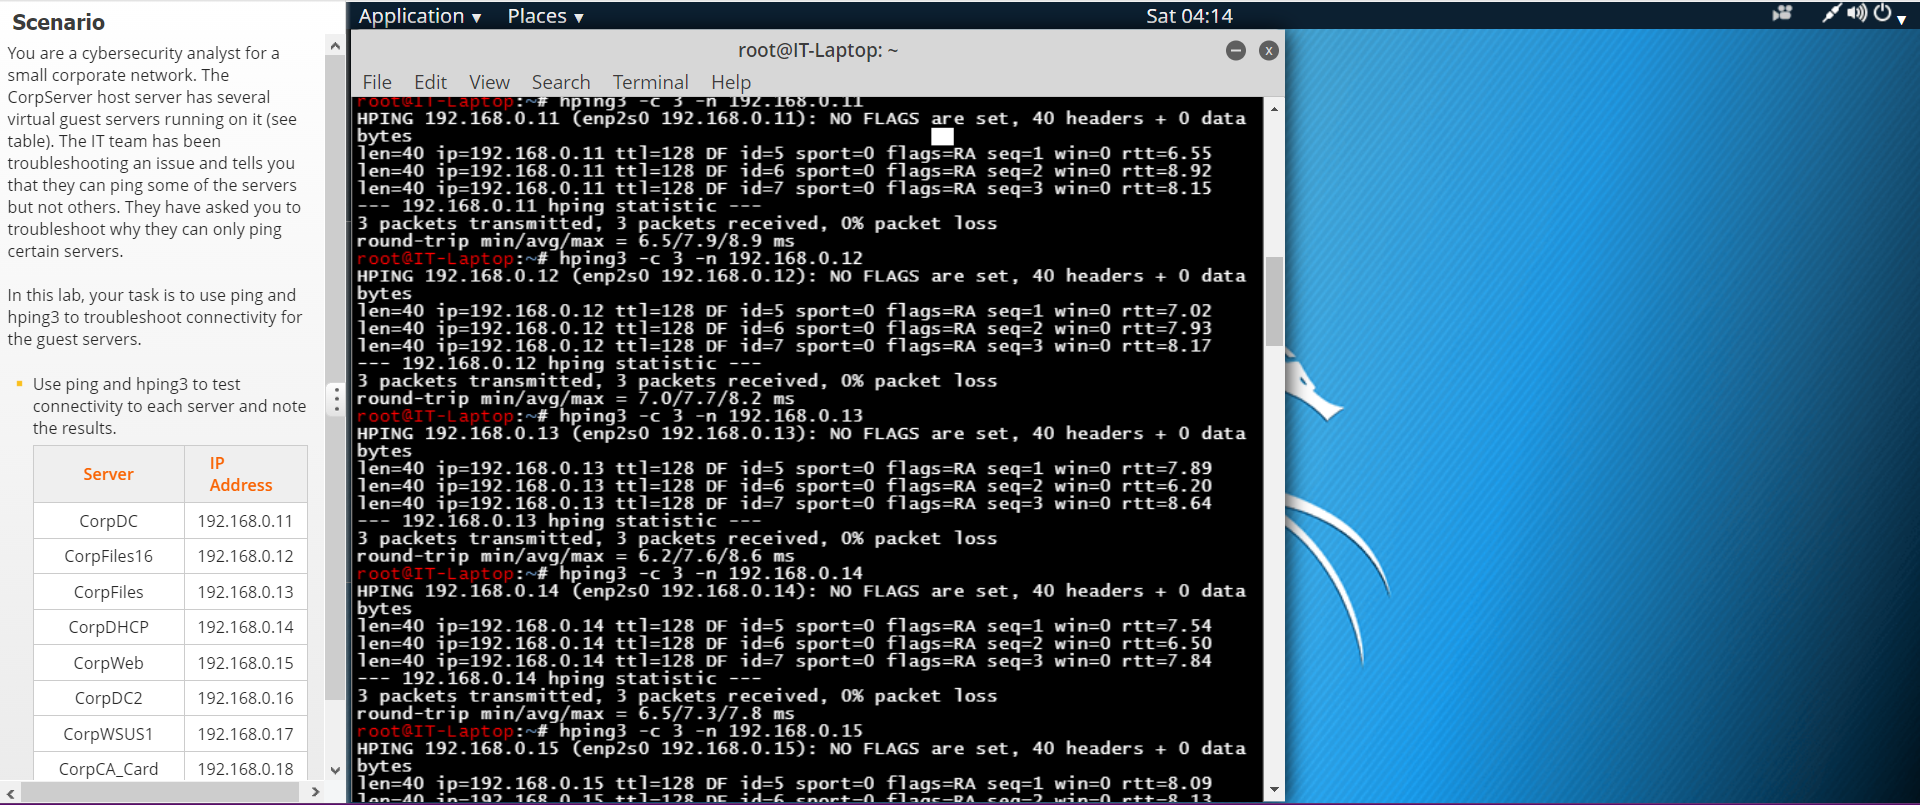 Scenario
You are a cybersecurity analyst for a
small corporate network. The
CorpServer host server has several
virtual guest servers running on it (see
table). The IT team has been
troubleshooting an issue and tells you
that they can ping some of the servers
but not others. They have asked you to
troubleshoot why they can only ping
certain servers.
In this lab, your task is to use ping and
hping3 to troubleshoot connectivity for
the guest servers.
Use ping and hping3 to test
connectivity to each server and note
the results.
Server IP
Address
CorpDC 192.168.0.11
CorpFiles16 192.168.0.12
CorpFiles 192.168.0.13
CorpDHCP 192.168.0.14
CorpWeb 192.168.0.15
CorpDC2 192.168.0.16
CorpWSUS1 192.168.0.17
CorpCA_Card 192.168.0.18
Application ▾ Places ▾ Sat 04:14
root@IT-Laptop: ~
File Edit View Search Terminal Help
root@IT-Laptop:~# hping3 -c 3 -n 192.168.0.11
HPING 192.168.0.11 (enp2s0 192.168.0.11): NO FLAGS are set, 40 headers + 0 data
bytes
len=40 ip=192.168.0.11 ttl=128 DF id=5 sport=0 flags=RA seq=1 win=0 rtt=6.55
len=40 ip=192.168.0.11 ttl=128 DF id=6 sport=0 flags=RA seq=2 win=0 rtt=8.92
len=40 ip=192.168.0.11 ttl=128 DF id=7 sport=0 flags=RA seq=3 win=0 rtt=8.15
--- 192.168.0.11 hping statistic ---
3 packets transmitted, 3 packets received, 0% packet loss
round-trip min/avg/max = 6.5/7.9/8.9 ms
root@IT-Laptop:~# hping3 -c 3 -n 192.168.0.12
HPING 192.168.0.12 (enp2s0 192.168.0.12): NO FLAGS are set, 40 headers + 0 data
bytes
len=40 ip=192.168.0.12 ttl=128 DF id=5 sport=0 flags=RA seq=1 win=0 rtt=7.02
len=40 ip=192.168.0.12 ttl=128 DF id=6 sport=0 flags=RA seq=2 win=0 rtt=7.93
len=40 ip=192.168.0.12 ttl=128 DF id=7 sport=0 flags=RA seq=3 win=0 rtt=8.17
--- 192.168.0.12 hping statistic ---
3 packets transmitted, 3 packets received, 0% packet loss
round-trip min/avg/max = 7.0/7.7/8.2 ms
root@IT-Laptop:~# hping3 -c 3 -n 192.168.0.13
HPING 192.168.0.13 (enp2s0 192.168.0.13): NO FLAGS are set, 40 headers + 0 data
bytes
len=40 ip=192.168.0.13 ttl=128 DF id=5 sport=0 flags=RA seq=1 win=0 rtt=7.89
len=40 ip=192.168.0.13 ttl=128 DF id=6 sport=0 flags=RA seq=2 win=0 rtt=6.20
len=40 ip=192.168.0.13 ttl=128 DF id=7 sport=0 flags=RA seq=3 win=0 rtt=8.64
--- 192.168.0.13 hping statistic ---
3 packets transmitted, 3 packets received, 0% packet loss
round-trip min/avg/max = 6.2/7.6/8.6 ms
root@IT-Laptop:~# hping3 -c 3 -n 192.168.0.14
HPING 192.168.0.14 (enp2s0 192.168.0.14): NO FLAGS are set, 40 headers + 0 data
bytes
len=40 ip=192.168.0.14 ttl=128 DF id=5 sport=0 flags=RA seq=1 win=0 rtt=7.54
len=40 ip=192.168.0.14 ttl=128 DF id=6 sport=0 flags=RA seq=2 win=0 rtt=6.50
len=40 ip=192.168.0.14 ttl=128 DF id=7 sport=0 flags=RA seq=3 win=0 rtt=7.84
--- 192.168.0.14 hping statistic ---
3 packets transmitted, 3 packets received, 0% packet loss
round-trip min/avg/max = 6.5/7.3/7.8 ms
root@IT-Laptop:~# hping3 -c 3 -n 192.168.0.15
HPING 192.168.0.15 (enp2s0 192.168.0.15): NO FLAGS are set, 40 headers + 0 data
bytes
len=40 ip=192.168.0.15 ttl=128 DF id=5 sport=0 flags=RA seq=1 win=0 rtt=8.09
len=40 ip=192.168.0.15 ttl=128 DF id=6 sport=0 flags=RA seq=2 win=0 rtt=8.13